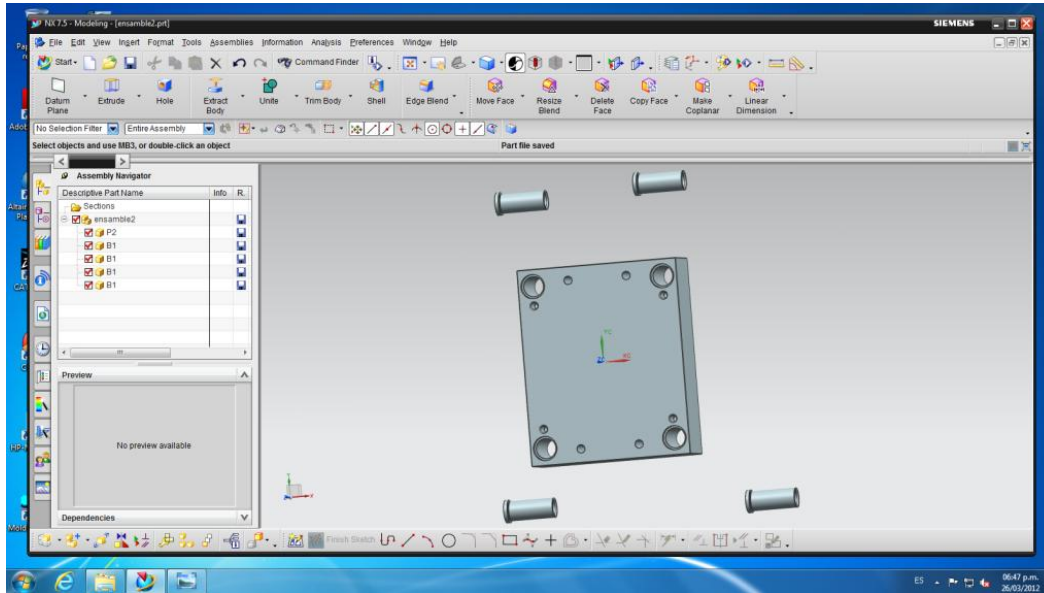 NX 7.5 - Modeling - [ensamble2.prt] SIEMENS
File Edit View Insert Format Tools Assemblies Information Analysis Preferences Window Help
Start Command Finder
Datum Plane Extrude Hole Extract Body Unite Trim Body Shell Edge Blend Move Face Resize Blend Delete Face Copy Face Make Coplanar Linear Dimension
No Selection Filter Entire Assembly
Select objects and use MB3, or double-click an object Part file saved
Assembly Navigator
Descriptive Part Name Info R.
Sections
ensamble2
P2
B1
B1
B1
B1
Preview
No preview available
Dependencies
YC
XC
Finish Sketch
ES 06:47 p.m.
26/03/2012